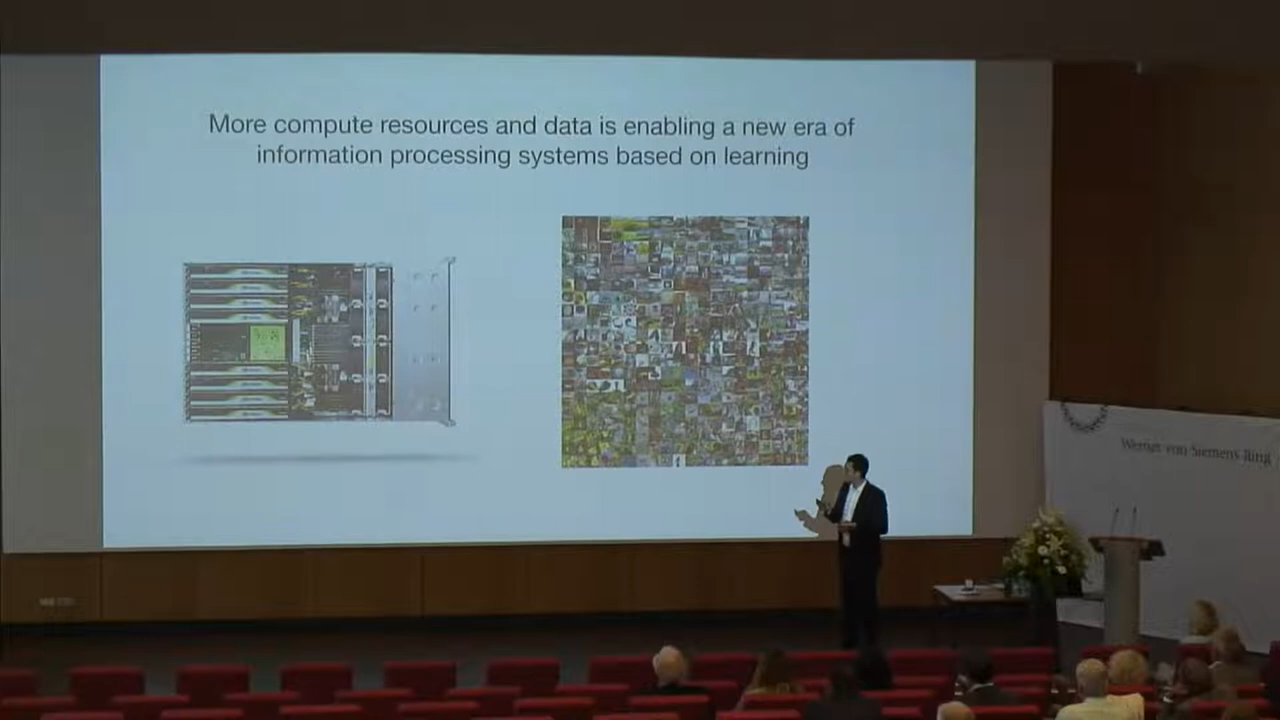 More compute resources and data is enabling a new era of
information processing systems based on learning
Werner von Siemens Ring